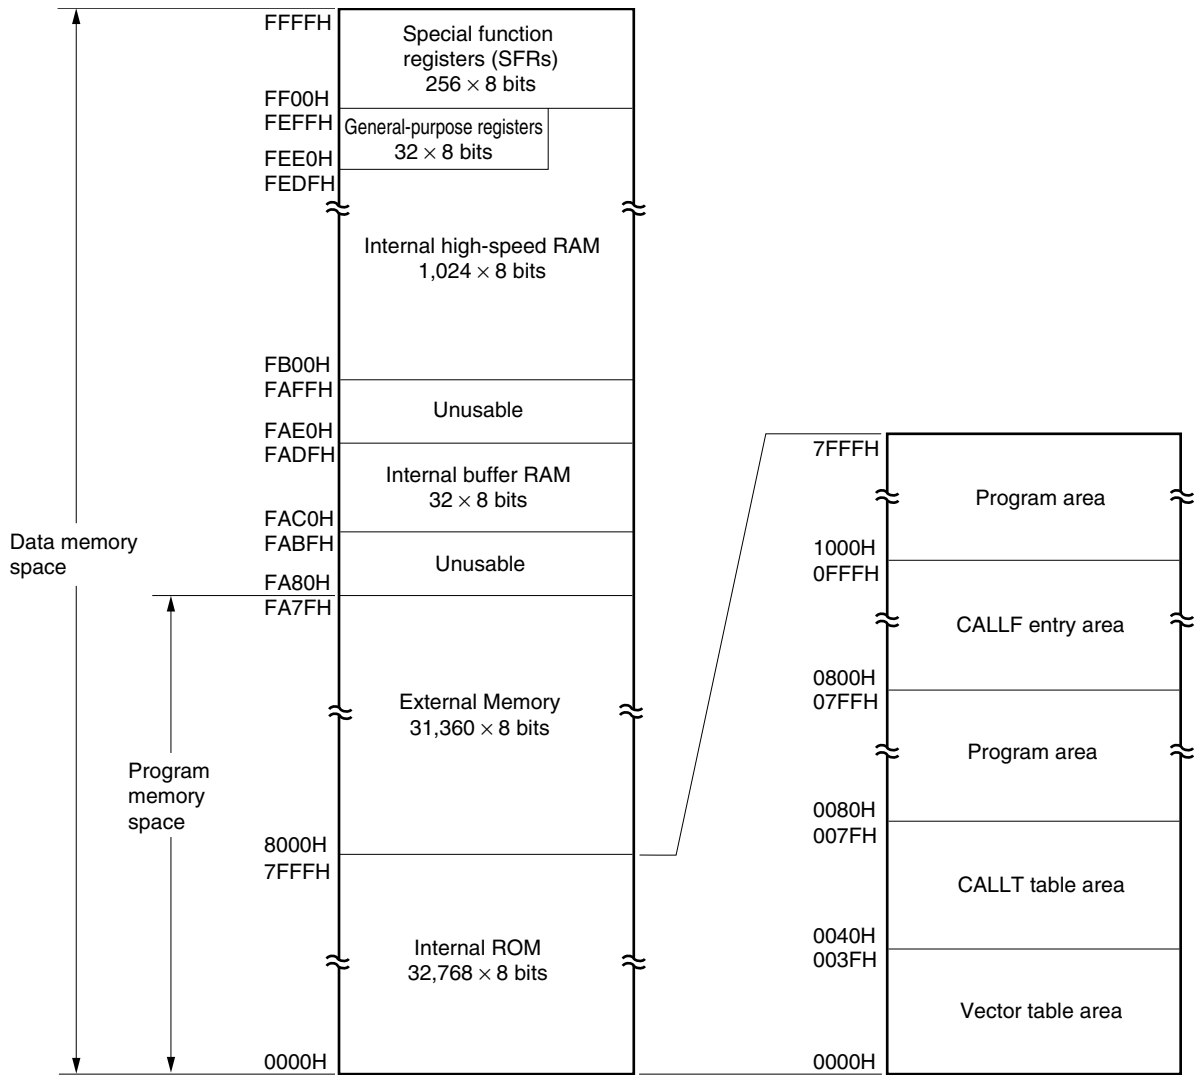 FFFFH
Special function
registers (SFRs)
256 × 8 bits
FF00H
FEFFH
General-purpose registers
32 × 8 bits
FEE0H
FEDFH
Internal high-speed RAM
1,024 × 8 bits
FB00H
FAFFH
Unusable
FAE0H
FADFH
Internal buffer RAM
32 × 8 bits
FAC0H
FABFH
Unusable
FA80H
FA7FH
Data memory
space
External Memory
31,360 × 8 bits
Program
memory
space
8000H
7FFFH
Internal ROM
32,768 × 8 bits
0000H
7FFFH
Program area
1000H
0FFFH
CALLF entry area
0800H
07FFH
Program area
0080H
007FH
CALLT table area
0040H
003FH
Vector table area
0000H